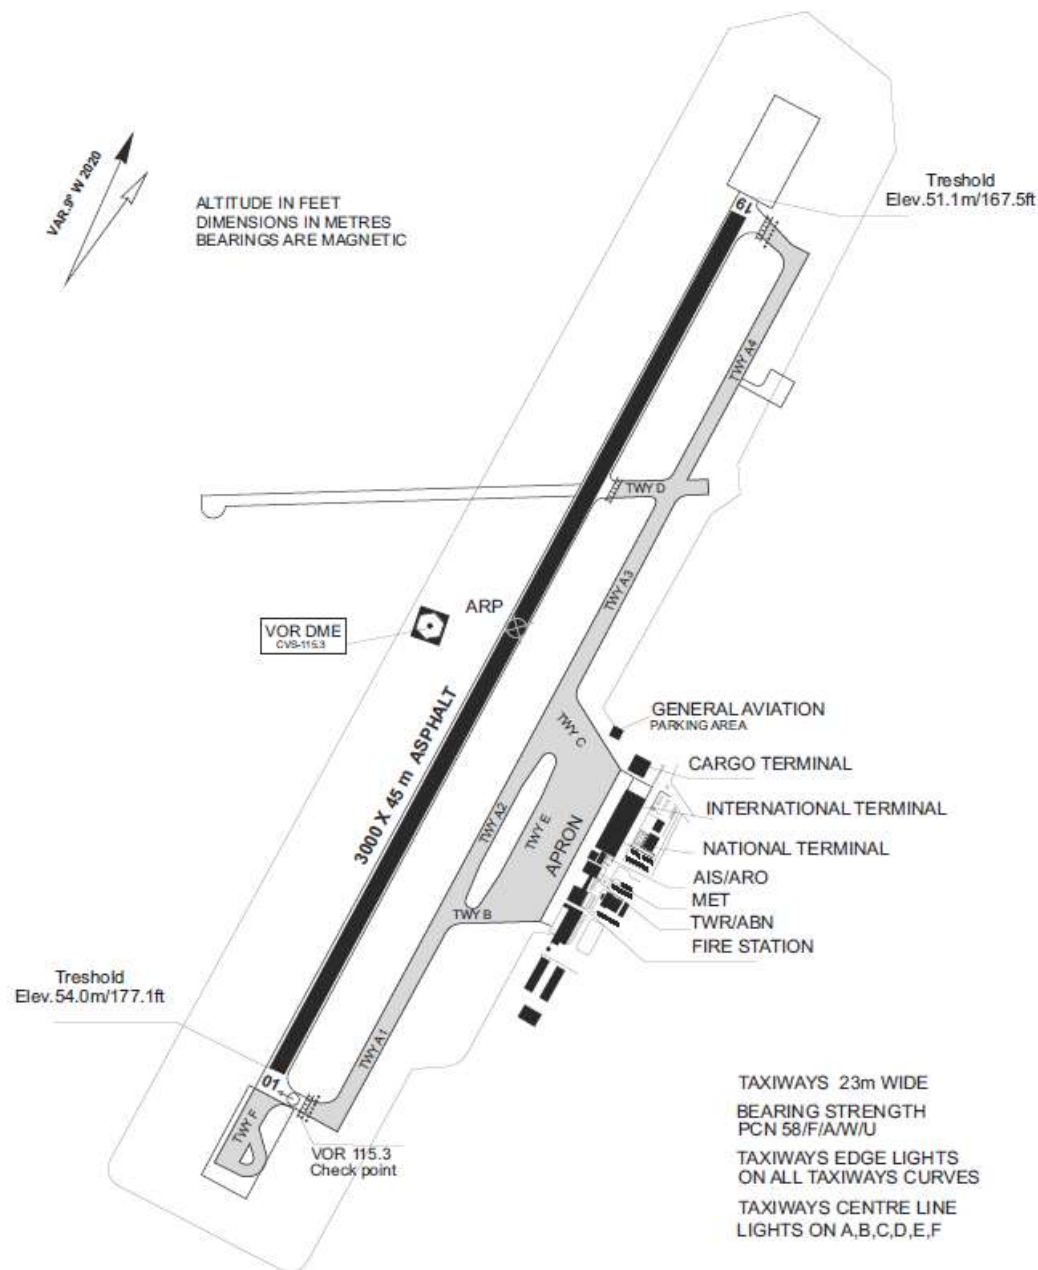 VAR.9° W 2020
ALTITUDE IN FEET
DIMENSIONS IN METRES
BEARINGS ARE MAGNETIC
Treshold
Elev.51.1m/167.5ft
19
TWY A4
TWY D
TWY A3
ARP
VOR DME
CVS-115.3
3000 X 45 m ASPHALT
GENERAL AVIATION
PARKING AREA
TWY C
CARGO TERMINAL
INTERNATIONAL TERMINAL
TWY A2
TWY E
APRON
NATIONAL TERMINAL
AIS/ARO
MET
TWR/ABN
FIRE STATION
TWY B
Treshold
Elev.54.0m/177.1ft
TWY A1
01
TWY F
VOR 115.3
Check point
TAXIWAYS 23m WIDE
BEARING STRENGTH
PCN 58/F/A/W/U
TAXIWAYS EDGE LIGHTS
ON ALL TAXIWAYS CURVES
TAXIWAYS CENTRE LINE
LIGHTS ON A,B,C,D,E,F